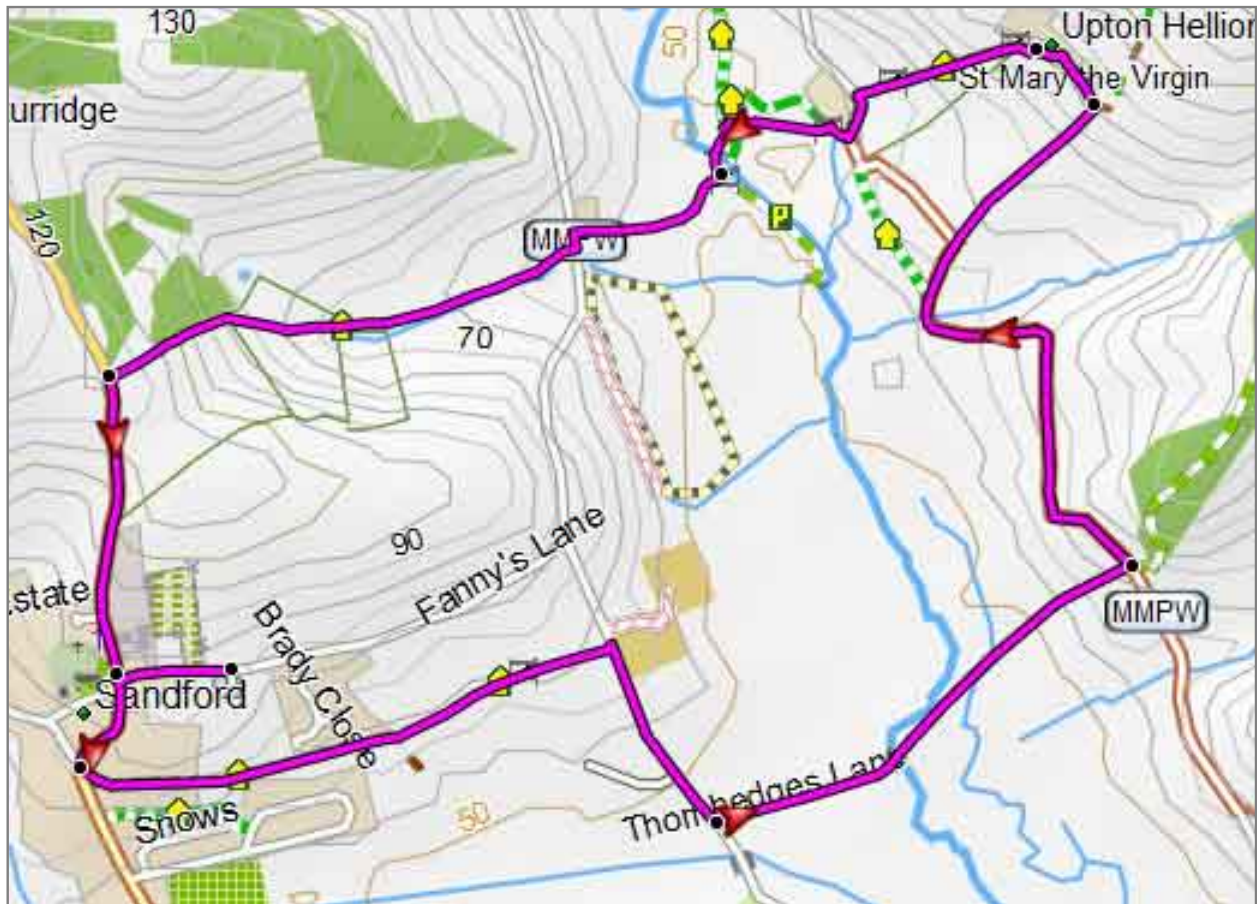 130
Upton Hellion
St Mary the Virgin
50
urridge
120
MMPW
P
70
90
Fanny's Lane
state
Brady Close
MMPW
Sandford
Thornhedges Lane
50
Snows